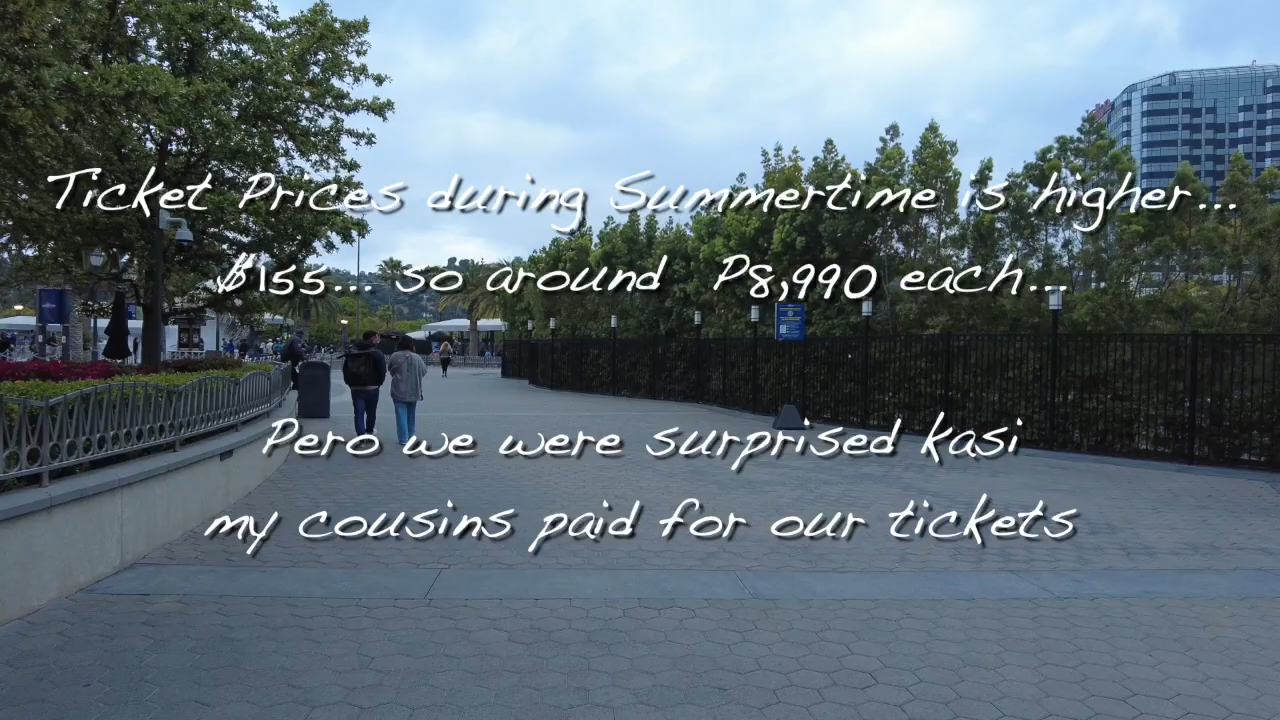 Ticket Prices during Summertime is higher...
$155... so around P8,990 each...
Pero we were surprised kasi
my cousins paid for our tickets